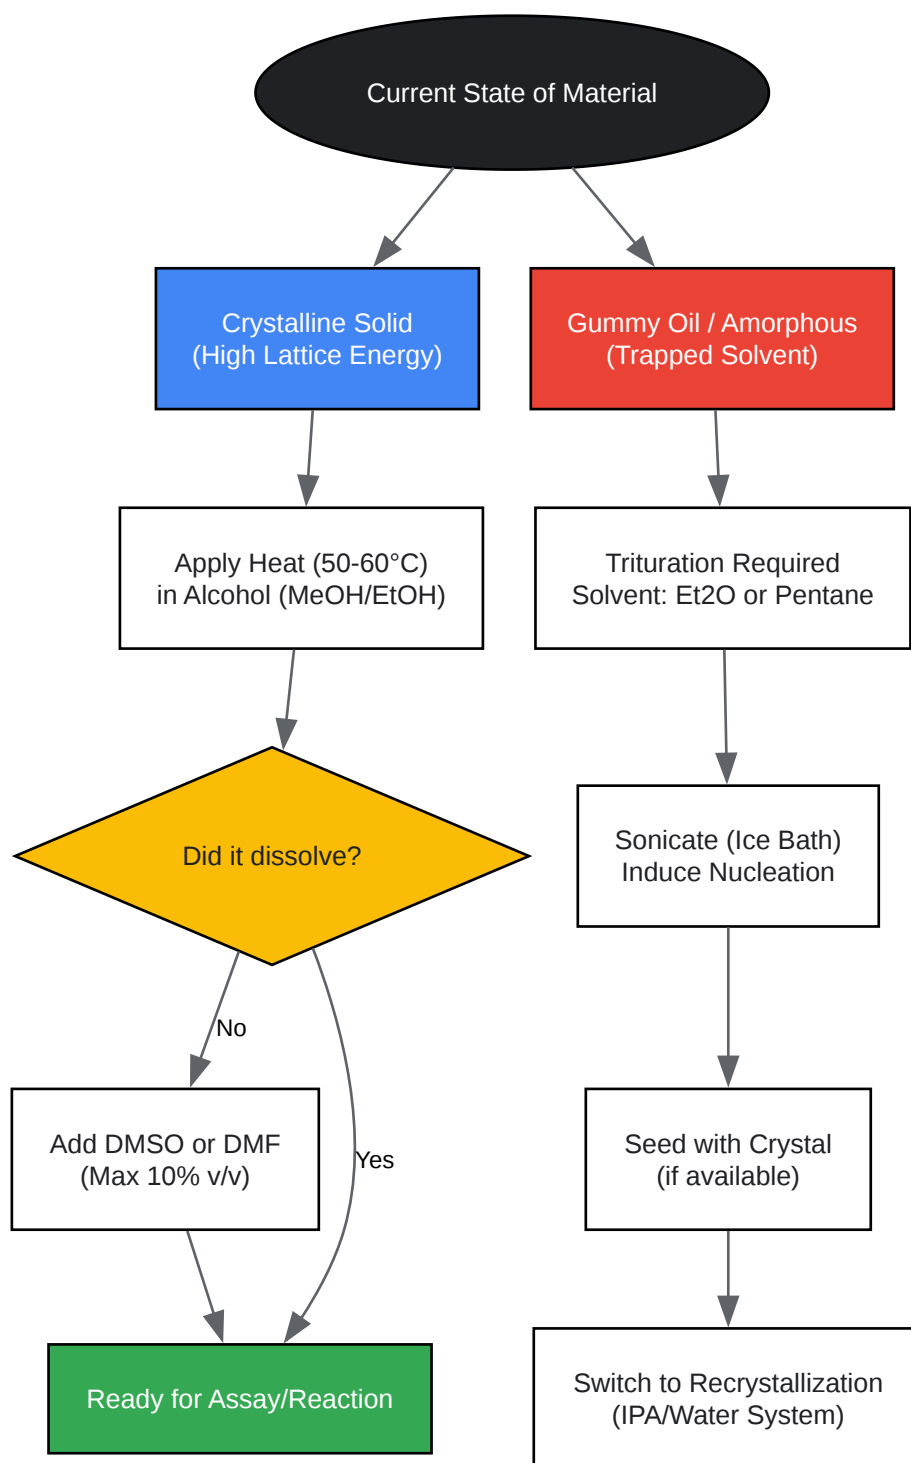 Current State of Material
Crystalline Solid
(High Lattice Energy)
Gummy Oil / Amorphous
(Trapped Solvent)
Apply Heat (50-60°C)
in Alcohol (MeOH/EtOH)
Trituration Required
Solvent: Et2O or Pentane
Did it dissolve?
Sonicate (Ice Bath)
Induce Nucleation
No
Yes
Add DMSO or DMF
(Max 10% v/v)
Seed with Crystal
(if available)
Ready for Assay/Reaction
Switch to Recrystallization
(IPA/Water System)